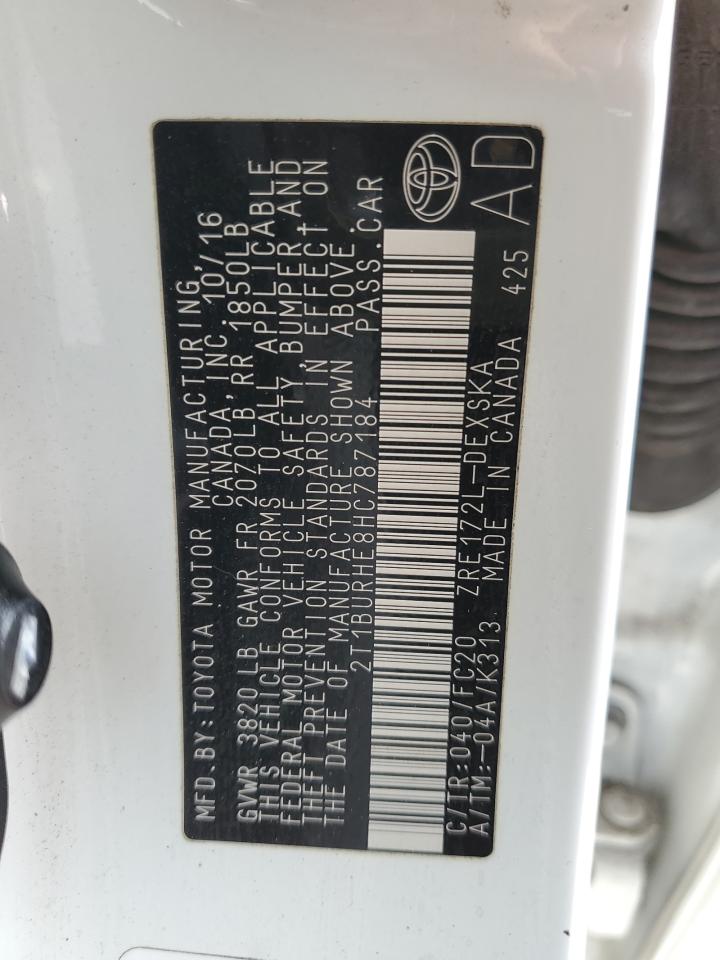 MFD.BY:TOYOTA MOTOR MANUFACTURING,
CANADA,INC. 10/16
GVWR 3820LB GAWR FR 2070LB,RR 1850LB
THIS VEHICLE CONFORMS TO ALL APPLICABLE
FEDERAL MOTOR VEHICLE SAFETY, BUMPER, AND
THEFT PREVENTION STANDARDS IN EFFECT ON
THE DATE OF MANUFACTURE SHOWN ABOVE.
2T1BURHE8HC787184 PASS.CAR
C/TR:040/FC20 ZRE172L-DEXSKA 425
A/TM:-04A/K313 MADE IN CANADA
AD